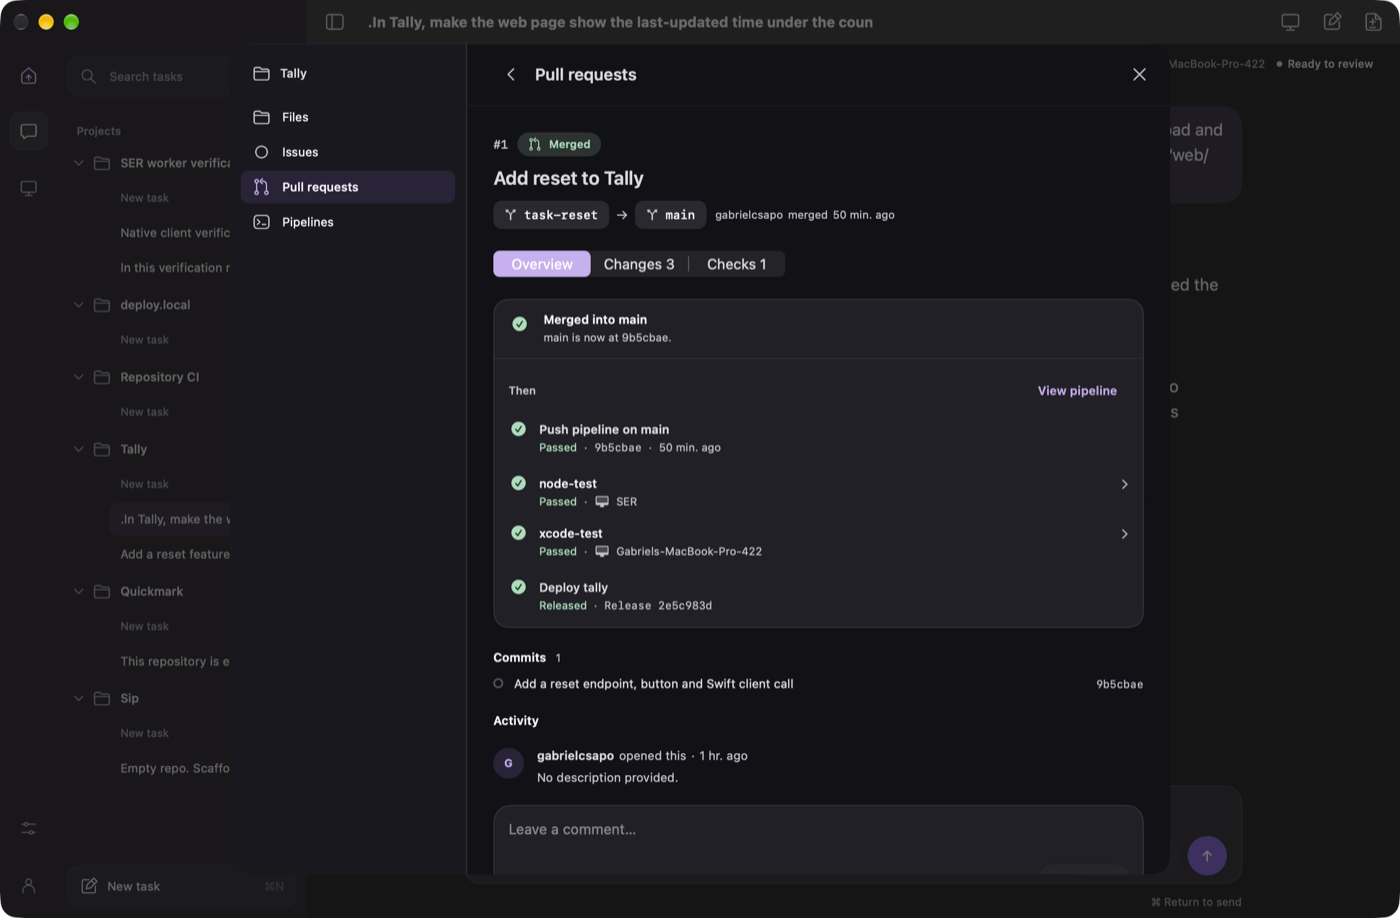 .In Tally, make the web page show the last-updated time under the coun
MacBook-Pro-422 Ready to review
Search tasks
Projects
SER worker verifica
New task
Native client verific
In this verification r
deploy.local
New task
Repository CI
New task
Tally
New task
.In Tally, make the w
Add a reset feature
Quickmark
New task
This repository is e
Sip
New task
Empty repo. Scaffo
New task ⌘N
Tally
Files
Issues
Pull requests
Pipelines
Pull requests
#1 Merged
Add reset to Tally
task-reset → main gabrielcsapo merged 50 min. ago
Overview Changes 3 Checks 1
Merged into main
main is now at 9b5cbae.
Then View pipeline
Push pipeline on main
Passed · 9b5cbae · 50 min. ago
node-test
Passed · SER
xcode-test
Passed · Gabriels-MacBook-Pro-422
Deploy tally
Released · Release 2e5c983d
Commits 1
Add a reset endpoint, button and Swift client call 9b5cbae
Activity
G
gabrielcsapo opened this · 1 hr. ago
No description provided.
Leave a comment...
ad and
/web/
ed the
o
s
⌘ Return to send